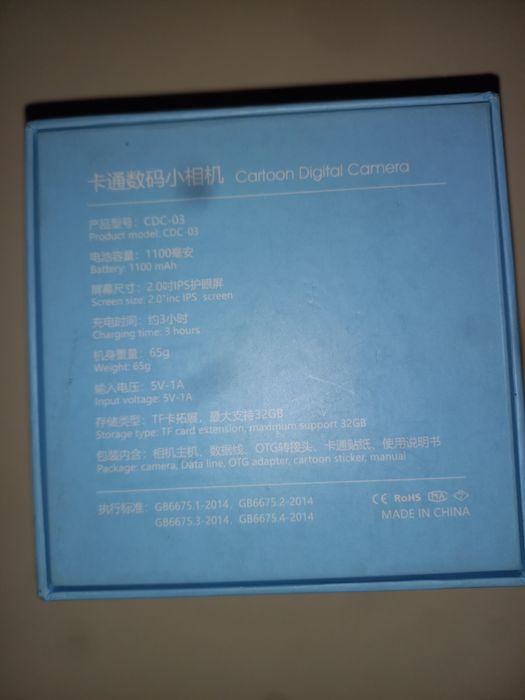 卡通数码小相机 Cartoon Digital Camera
产品型号：CDC-03
Product model: CDC-03
电池容量：1100毫安
Battery: 1100 mAh
屏幕尺寸：2.0吋IPS护眼屏
Screen size: 2.0"inc IPS screen
充电时间：约3小时
Charging time: 3 hours
机身重量：65g
Weight: 65g
输入电压：5V-1A
Input voltage: 5V-1A
存储类型：TF卡拓展，最大支持32GB
Storage type: TF card extension, maximum support 32GB
包装内含：相机主机、数据线、OTG转接头、卡通贴纸、使用说明书
Package: camera, Data line, OTG adapter, cartoon sticker, manual
执行标准：GB6675.1-2014，GB6675.2-2014
GB6675.3-2014，GB6675.4-2014
CE RoHS
MADE IN CHINA